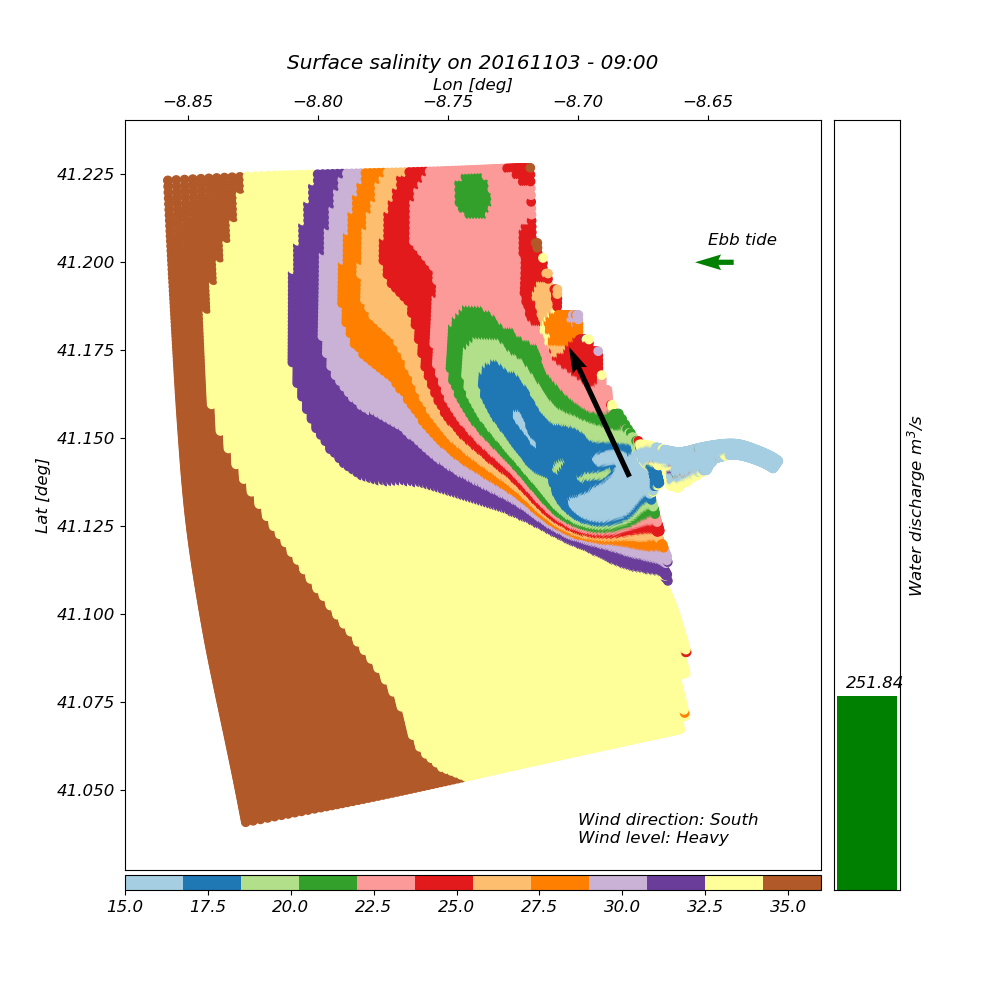 Surface salinity on 20161103 - 09:00
Lon [deg]
−8.85 −8.80 −8.75 −8.70 −8.65
41.225
41.200
41.175
41.150
41.125
41.100
41.075
41.050
Lat [deg]
Ebb tide
Wind direction: South
Wind level: Heavy
251.84
Water discharge m³/s
15.0 17.5 20.0 22.5 25.0 27.5 30.0 32.5 35.0